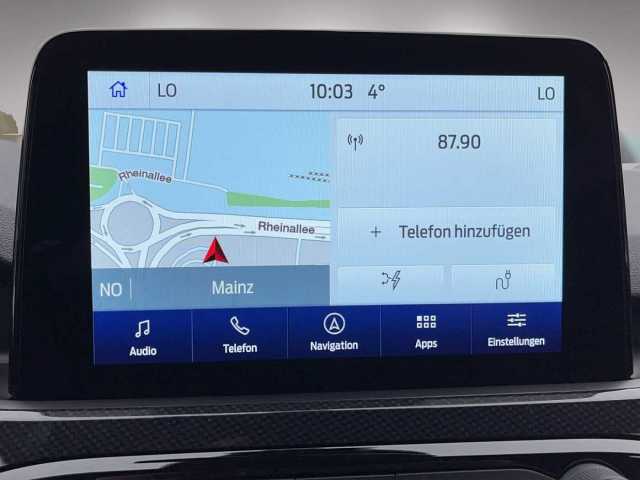 LO 10:03 4° LO
Rheinallee
Rheinallee
NO Mainz
87.90
+ Telefon hinzufügen
Audio Telefon Navigation Apps Einstellungen